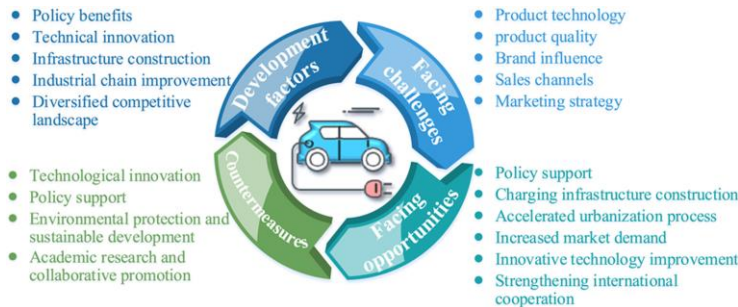 Policy benefits
Technical innovation
Infrastructure construction
Industrial chain improvement
Diversified competitive
landscape
Development
factors
Facing
challenges
Product technology
product quality
Brand influence
Sales channels
Marketing strategy
Technological innovation
Policy support
Environmental protection and
sustainable development
Academic research and
collaborative promotion
Countermeasures
Facing
opportunities
Policy support
Charging infrastructure construction
Accelerated urbanization process
Increased market demand
Innovative technology improvement
Strengthening international
cooperation